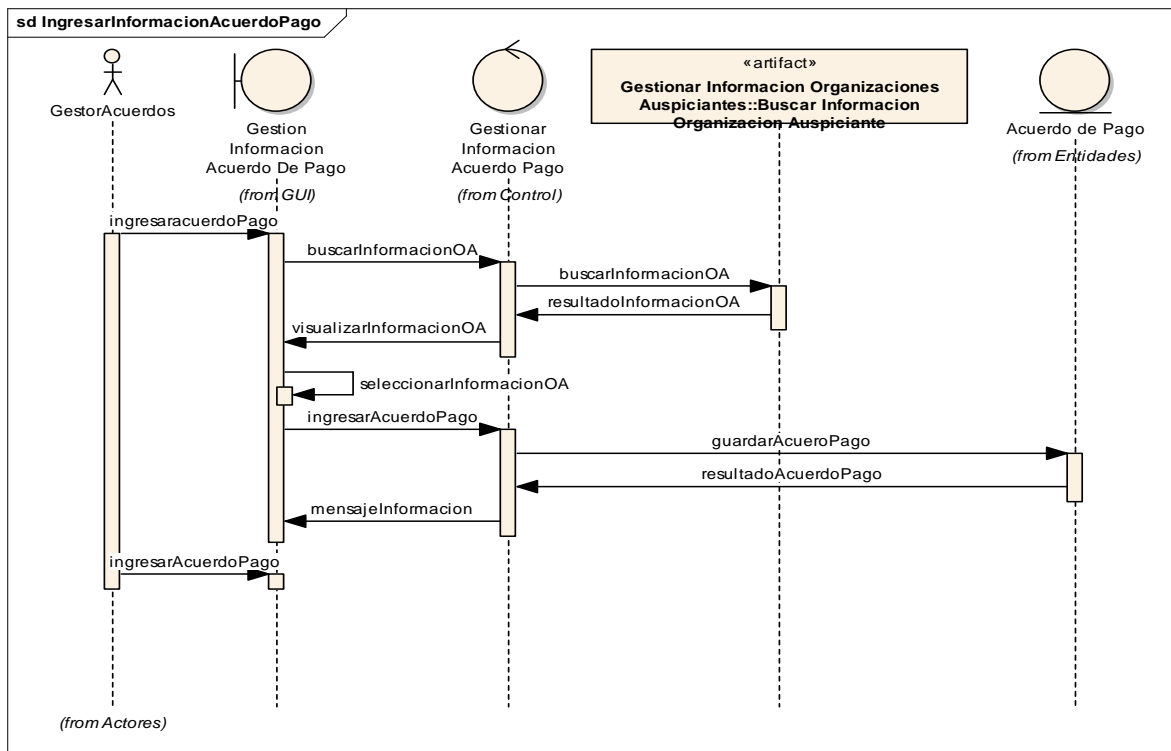 sd IngresarInformacionAcuerdoPago
GestorAcuerdos
Gestion
Informacion
Acuerdo De Pago
(from GUI)
Gestionar
Informacion
Acuerdo Pago
(from Control)
«artifact»
Gestionar Informacion Organizaciones
Auspiciantes::Buscar Informacion
Organizacion Auspiciante
Acuerdo de Pago
(from Entidades)
ingresaracuerdoPago
buscarInformacionOA
buscarInformacionOA
resultadoInformacionOA
visualizarInformacionOA
seleccionarInformacionOA
ingresarAcuerdoPago
guardarAcueroPago
resultadoAcuerdoPago
mensajeInformacion
ingresarAcuerdoPago
(from Actores)